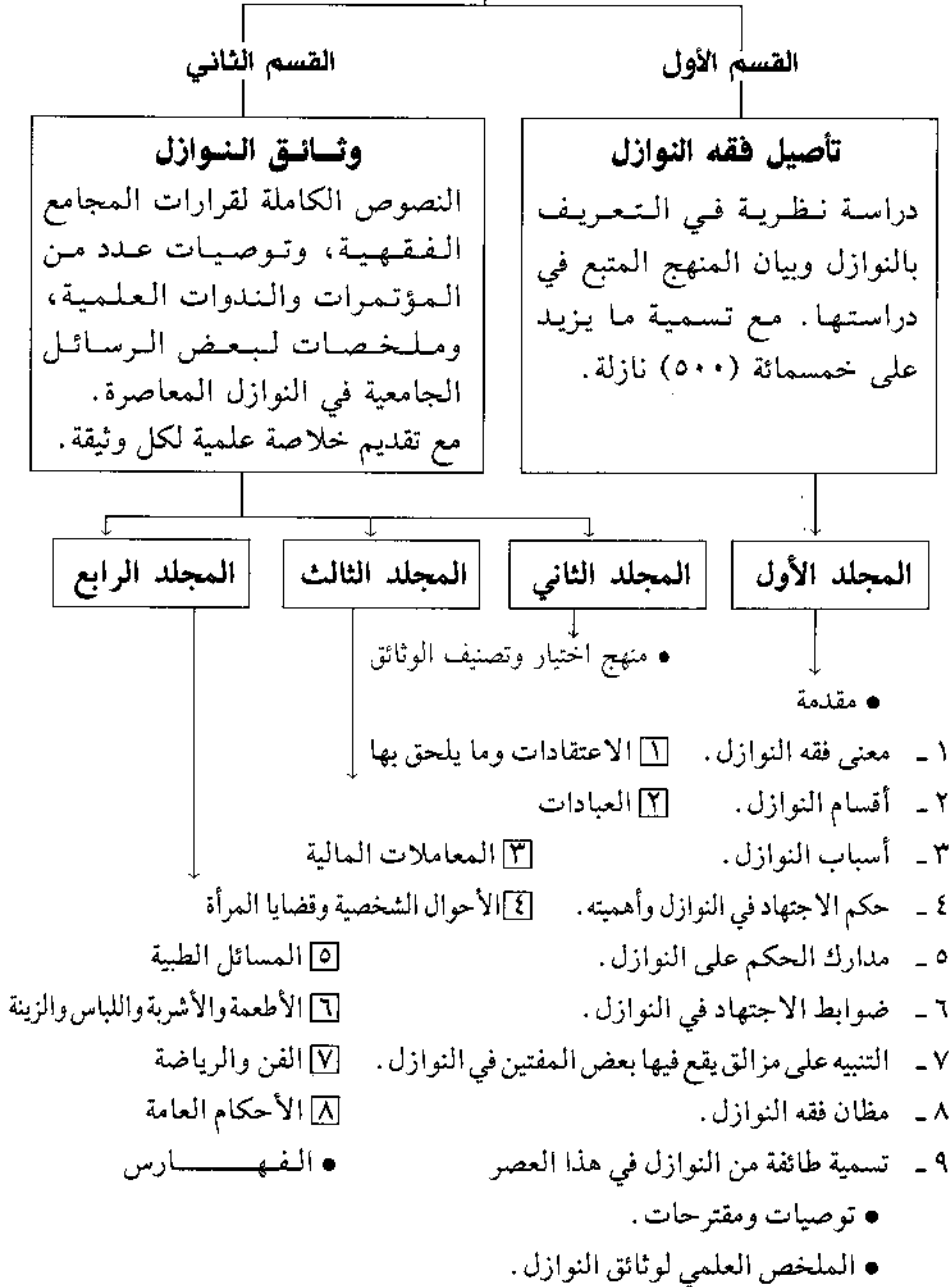 القسم الأول
القسم الثاني
تأصيل فقه النوازل
دراسة نظرية في التعريف
بالنوازل وبيان المنهج المتبع في
دراستها. مع تسمية ما يزيد
على خمسمائة (٥٠٠) نازلة.
وثائق النوازل
النصوص الكاملة لقرارات المجامع
الفقهية، وتوصيات عدد من
المؤتمرات والندوات العلمية،
وملخصات لبعض الرسائل
الجامعية في النوازل المعاصرة.
مع تقديم خلاصة علمية لكل وثيقة.
المجلد الأول
المجلد الثاني
المجلد الثالث
المجلد الرابع
• منهج اختيار وتصنيف الوثائق
• مقدمة
١ - معنى فقه النوازل. ١ الاعتقادات وما يلحق بها
٢ - أقسام النوازل. ٢ العبادات
٣ - أسباب النوازل. ٣ المعاملات المالية
٤ - حكم الاجتهاد في النوازل وأهميته. ٤ الأحوال الشخصية وقضايا المرأة
٥ - مدارك الحكم على النوازل. ٥ المسائل الطبية
٦ - ضوابط الاجتهاد في النوازل. ٦ الأطعمة والأشربة واللباس والزينة
٧ - التنبيه على مزالق يقع فيها بعض المفتين في النوازل. ٧ الفن والرياضة
٨ - مظان فقه النوازل. ٨ الأحكام العامة
٩ - تسمية طائفة من النوازل في هذا العصر • الفهـــــارس
• توصيات ومقترحات.
• الملخص العلمي لوثائق النوازل.